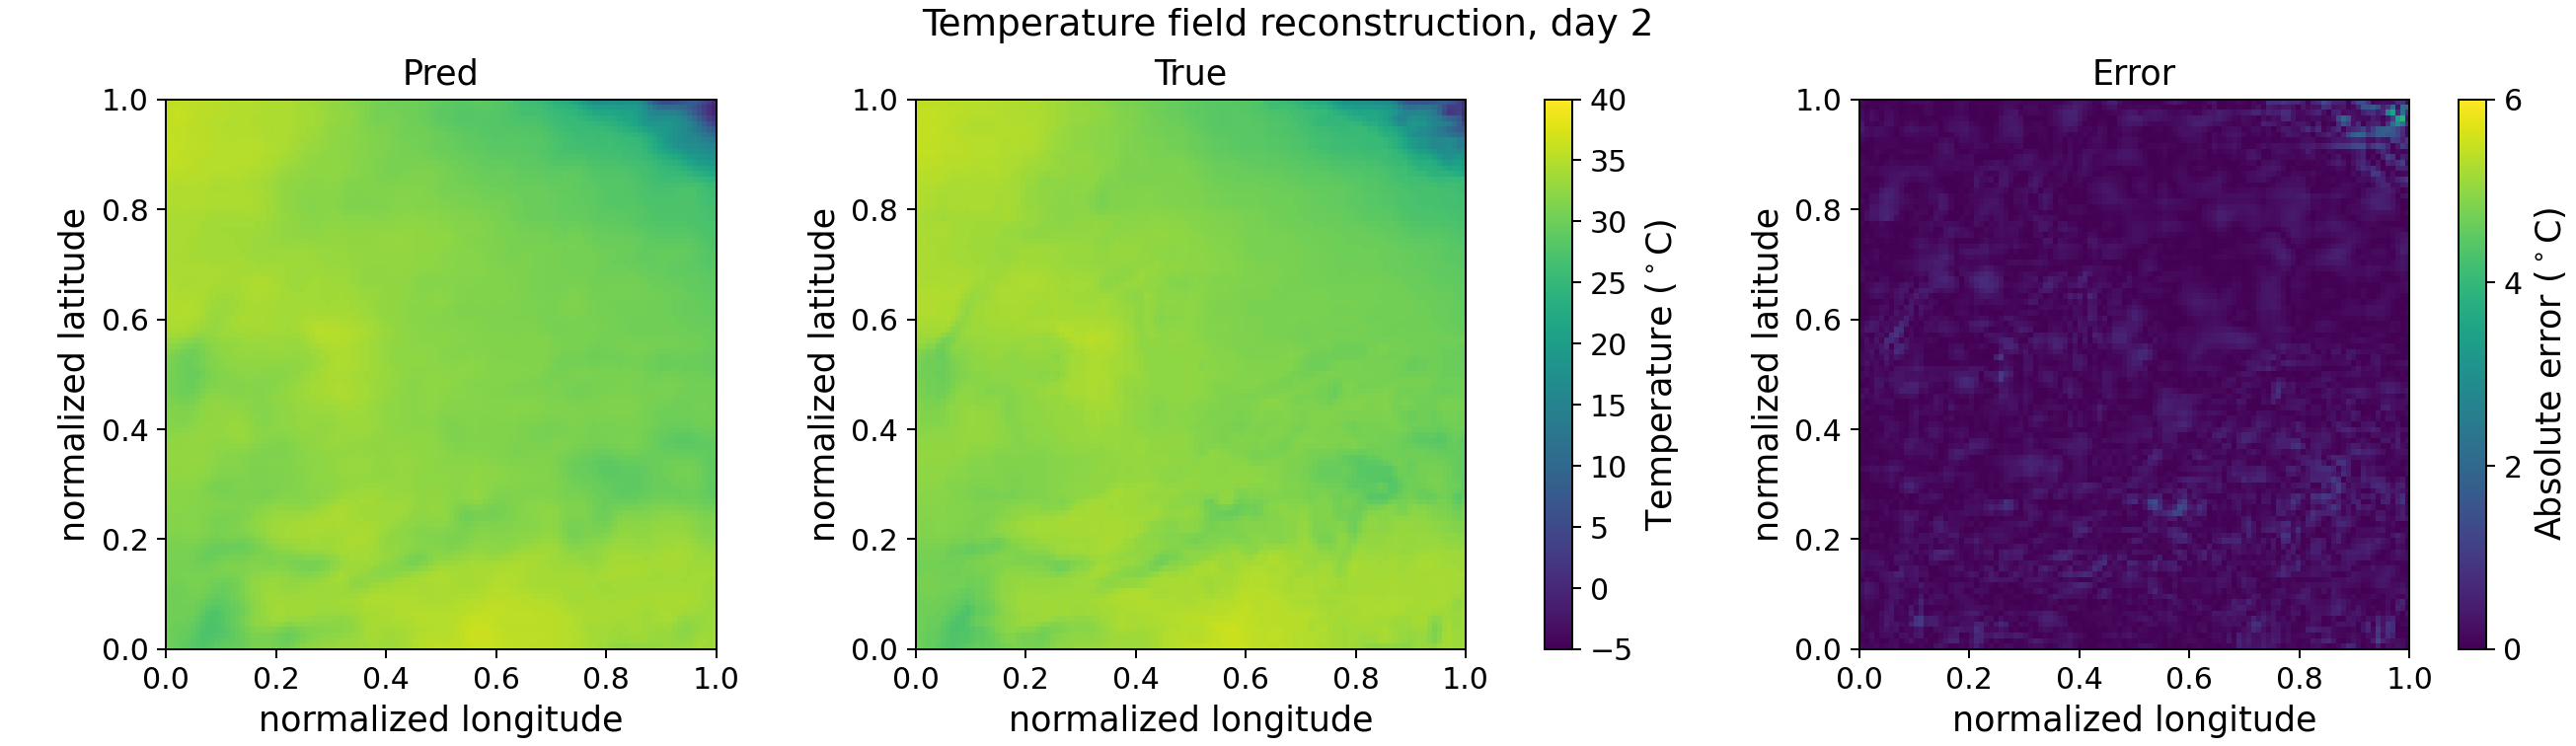 Temperature field reconstruction, day 2
Pred
1.0
0.8
0.6
0.4
0.2
0.0
normalized latitude
0.0 0.2 0.4 0.6 0.8 1.0
normalized longitude
True
1.0
0.8
0.6
0.4
0.2
0.0
normalized latitude
0.0 0.2 0.4 0.6 0.8 1.0
normalized longitude
40
35
30
25
20
15
10
5
0
−5
Temperature (°C)
Error
1.0
0.8
0.6
0.4
0.2
0.0
normalized latitude
0.0 0.2 0.4 0.6 0.8 1.0
normalized longitude
6
4
2
0
Absolute error (°C)